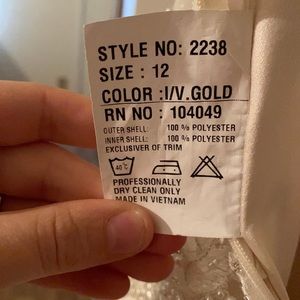 STYLE NO: 2238
SIZE : 12
COLOR :I/V.GOLD
RN NO : 104049
OUTER SHELL: 100 % POLYESTER
INNER SHELL: 100 % POLYESTER
EXCLUSIVER OF TRIM
40°C
PROFESSIONALLY
DRY CLEAN ONLY
MADE IN VIETNAM